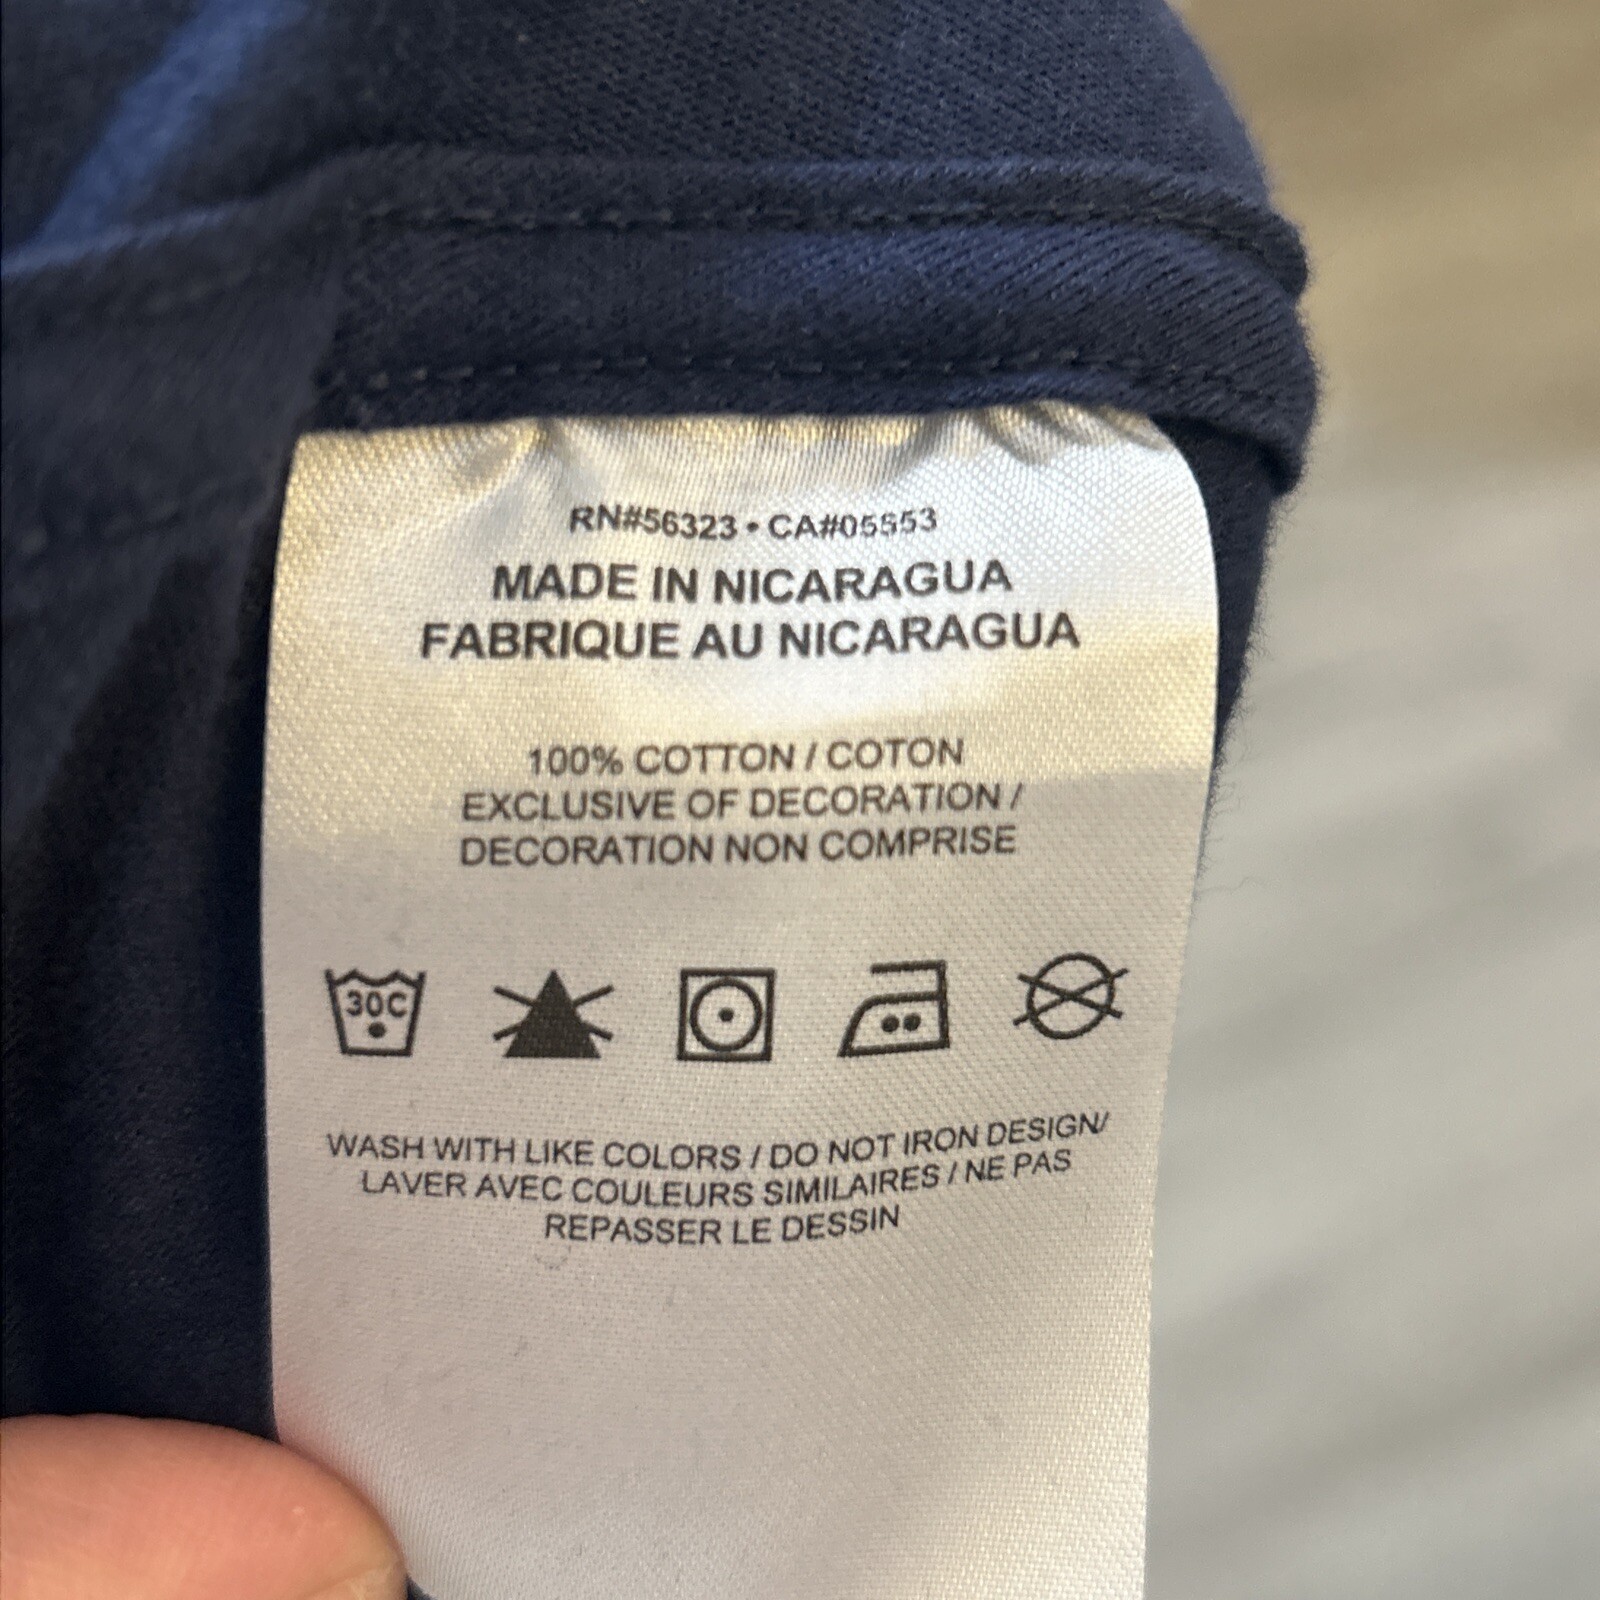 RN#56323 • CA#05553
MADE IN NICARAGUA
FABRIQUE AU NICARAGUA
100% COTTON / COTON
EXCLUSIVE OF DECORATION /
DECORATION NON COMPRISE
30C
WASH WITH LIKE COLORS / DO NOT IRON DESIGN/
LAVER AVEC COULEURS SIMILAIRES / NE PAS
REPASSER LE DESSIN